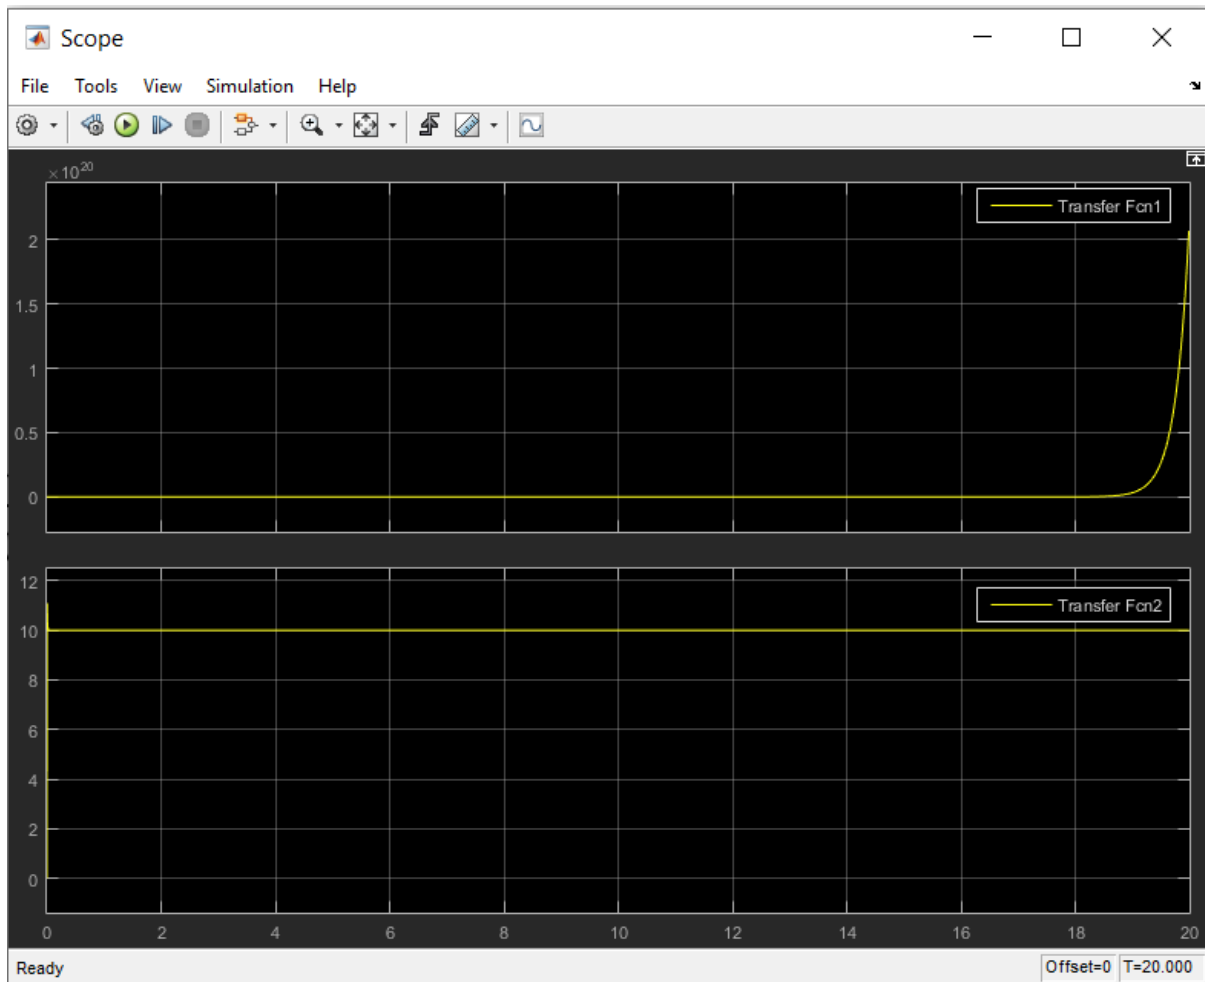 Scope
File Tools View Simulation Help
×10^20
Transfer Fcn1
2
1.5
1
0.5
0
Transfer Fcn2
12
10
8
6
4
2
0
0 2 4 6 8 10 12 14 16 18 20
Ready Offset=0 T=20.000